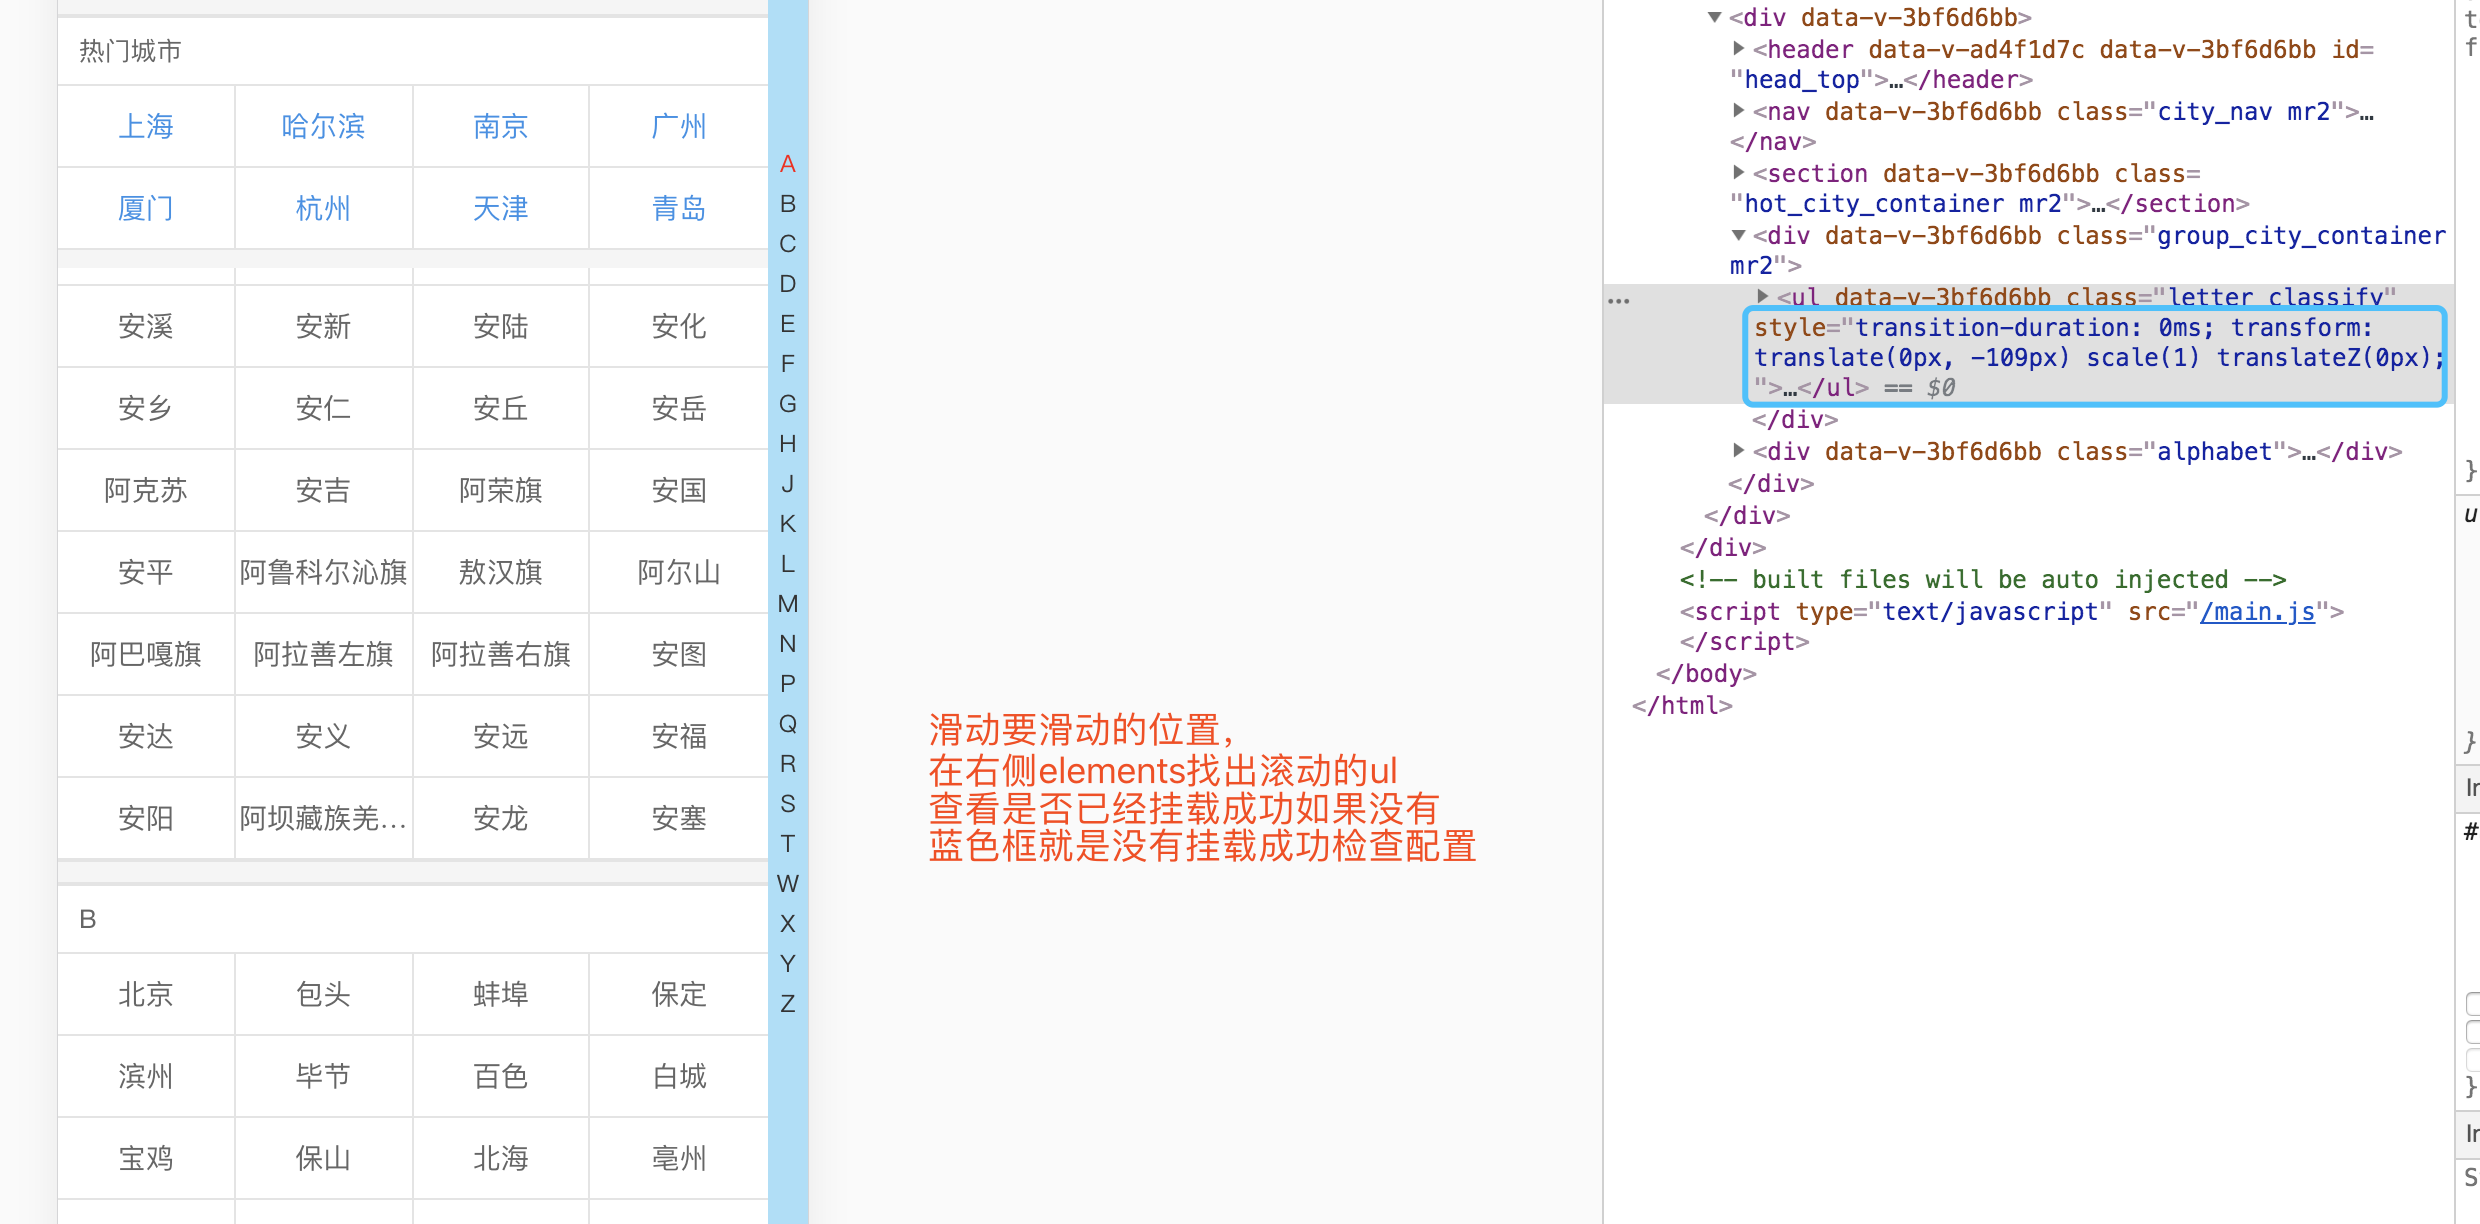 热门城市
上海 哈尔滨 南京 广州
厦门 杭州 天津 青岛
安溪 安新 安陆 安化
安乡 安仁 安丘 安岳
阿克苏 安吉 阿荣旗 安国
安平 阿鲁科尔沁旗 敖汉旗 阿尔山
阿巴嘎旗 阿拉善左旗 阿拉善右旗 安图
安达 安义 安远 安福
安阳 阿坝藏族羌... 安龙 安塞
B
北京 包头 蚌埠 保定
滨州 毕节 百色 白城
宝鸡 保山 北海 亳州
A
B
C
D
E
F
G
H
J
K
L
M
N
P
Q
R
S
T
W
X
Y
Z
滑动要滑动的位置，
在右侧elements找出滚动的ul
查看是否已经挂载成功如果没有
蓝色框就是没有挂载成功检查配置
▼<div data-v-3bf6d6bb>
▶<header data-v-ad4f1d7c data-v-3bf6d6bb id=
"head_top">…</header>
▶<nav data-v-3bf6d6bb class="city_nav mr2">…
</nav>
▶<section data-v-3bf6d6bb class=
"hot_city_container mr2">…</section>
▼<div data-v-3bf6d6bb class="group_city_container
mr2">
… ▶<ul data-v-3bf6d6bb class="letter_classify"
style="transition-duration: 0ms; transform:
translate(0px, -109px) scale(1) translateZ(0px);
">…</ul> == $0
</div>
▶<div data-v-3bf6d6bb class="alphabet">…</div>
</div>
</div>
</div>
<!-- built files will be auto injected -->
<script type="text/javascript" src="/main.js">
</script>
</body>
</html>
t
f
}
u
}
In
#
}
In
S